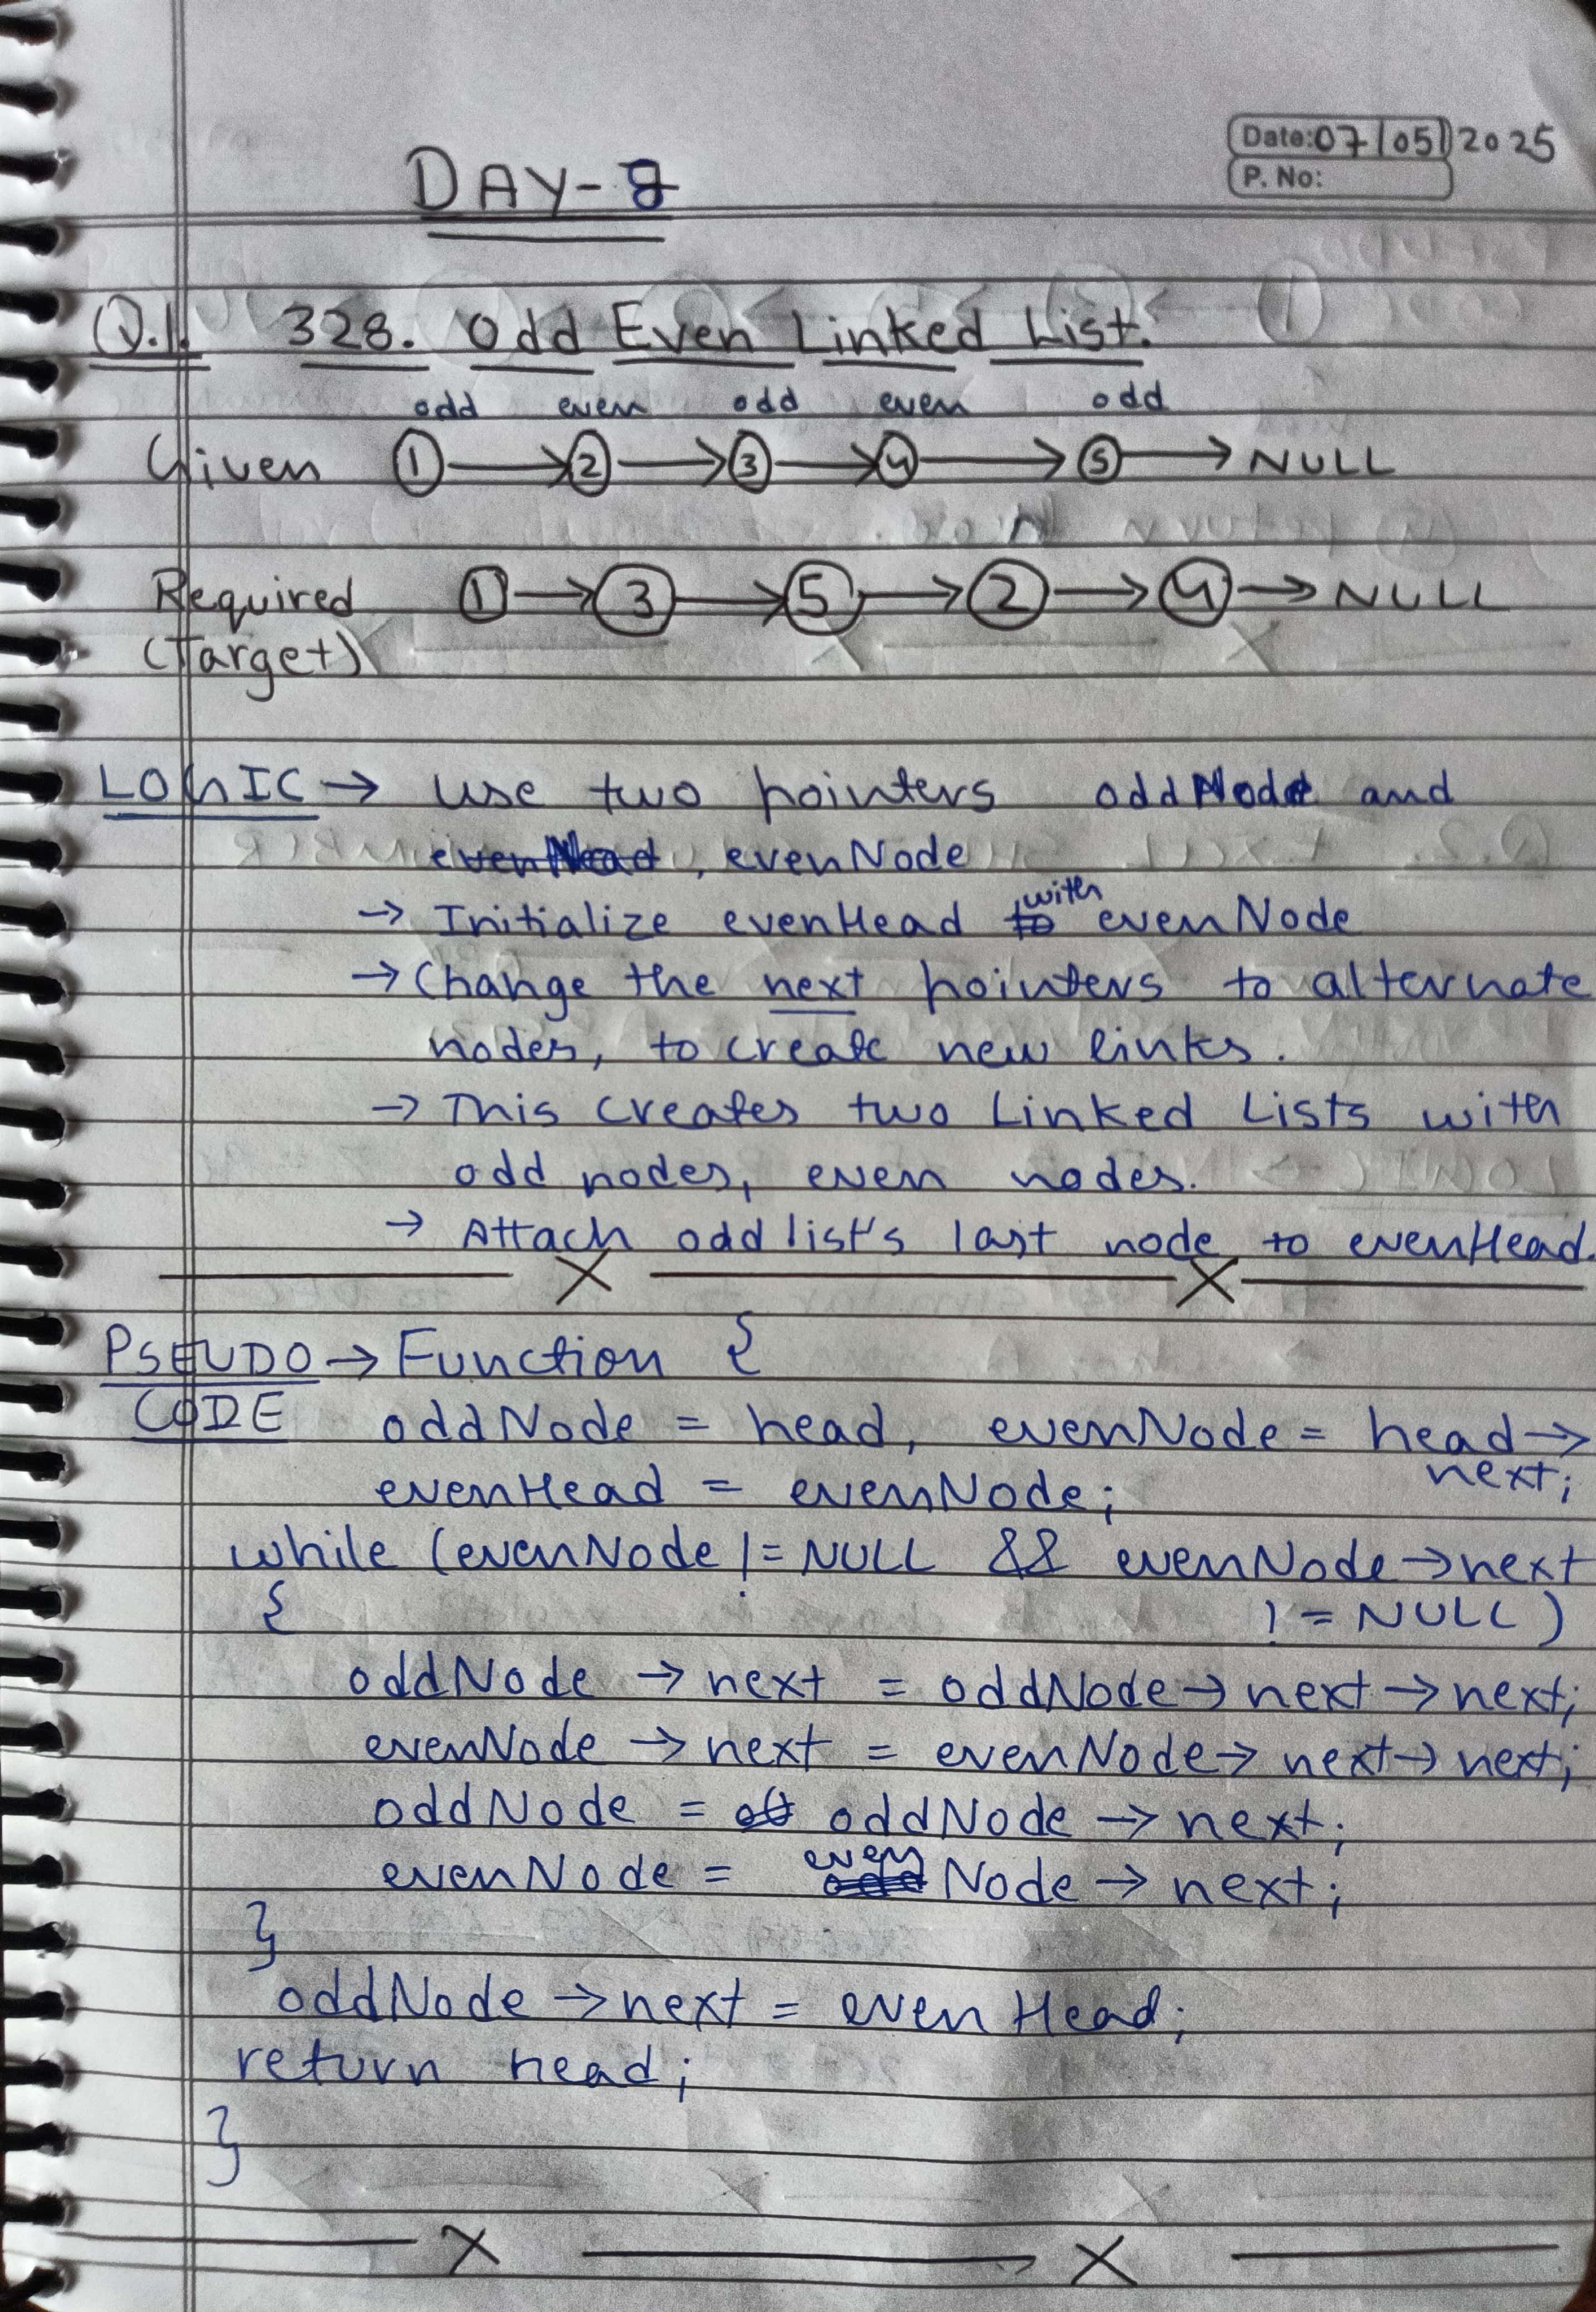 Date: 07/05/2025
P. No:
DAY-8
Q.1. 328. Odd Even Linked List.
odd even odd even odd
Given 1 → 2 → 3 → 4 → 5 → NULL
Required 1 → 3 → 5 → 2 → 4 → NULL
(Target)
LOGIC → Use two pointers oddNode and
, evenNode
→ Initialize evenHead with evenNode
→ Change the next pointers to alternate
nodes, to create new links.
→ This creates two Linked Lists with
odd nodes, even nodes.
→ Attach odd list's last node to evenHead.
PSEUDO → Function {
CODE oddNode = head, evenNode = head→
next;
evenHead = evenNode;
while (evenNode != NULL && evenNode→next
{ != NULL)
oddNode → next = oddNode→next→next;
evenNode → next = evenNode→next→next;
oddNode = oddNode → next;
evenNode = evenNode → next;
}
oddNode → next = evenHead;
return head;
}